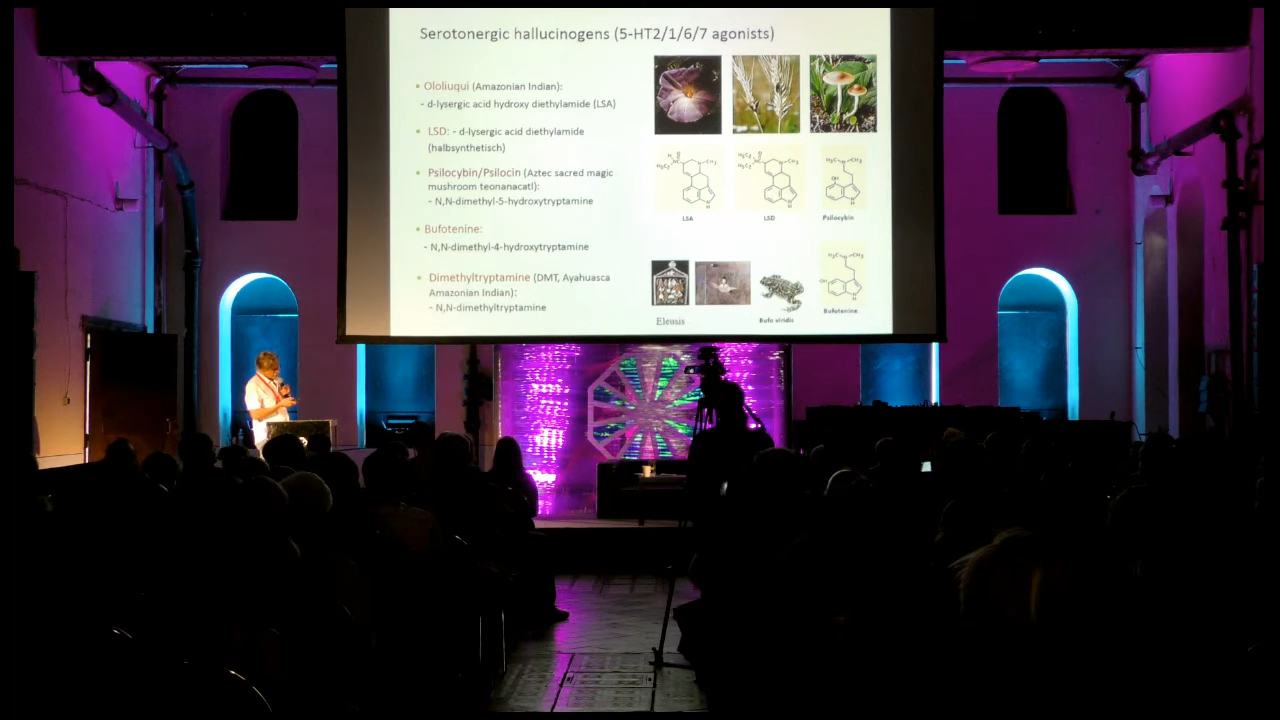 Serotonergic hallucinogens (5-HT2/1/6/7 agonists)
• Ololiuqui (Amazonian Indian):
- d-lysergic acid hydroxy diethylamide (LSA)
• LSD: - d-lysergic acid diethylamide
(halbsynthetisch)
• Psilocybin/Psilocin (Aztec sacred magic
mushroom teonanacatl):
- N,N-dimethyl-5-hydroxytryptamine
• Bufotenine:
- N,N-dimethyl-4-hydroxytryptamine
• Dimethyltryptamine (DMT, Ayahuasca
Amazonian Indian):
- N,N-dimethyltryptamine
LSA
LSD
Psilocybin
Eleusis
Bufo viridis
Bufotenine